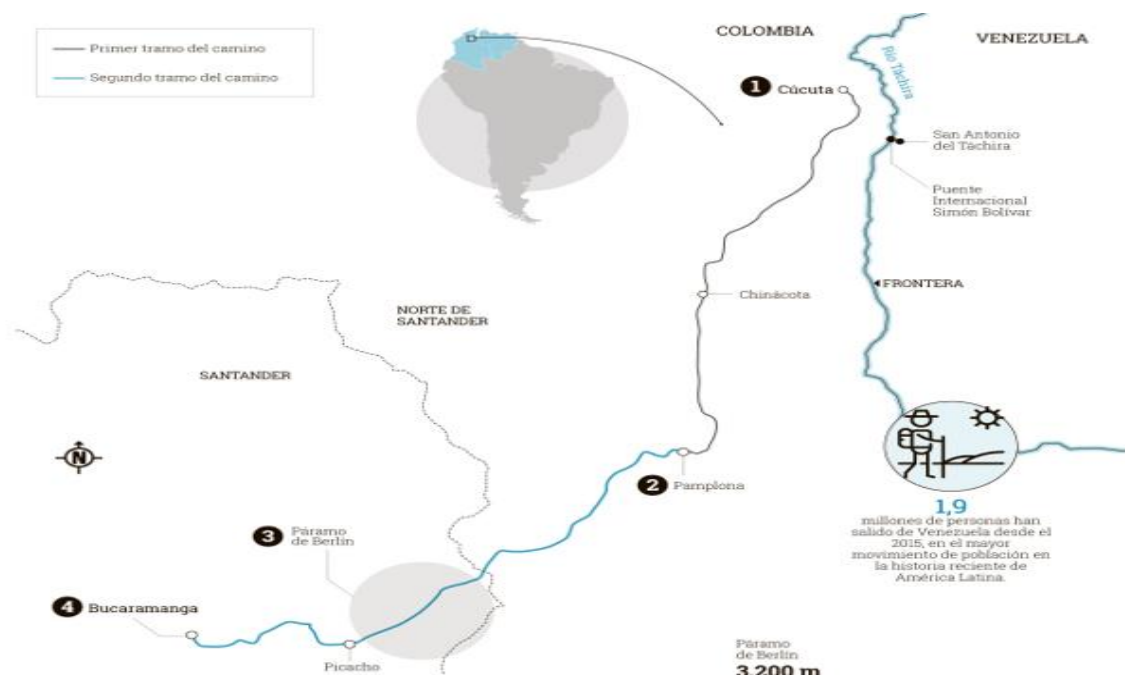 Primer tramo del camino
Segundo tramo del camino
COLOMBIA
VENEZUELA
Río Táchira
1 Cúcuta
San Antonio
del Táchira
Puente
Internacional
Simón Bolívar
Chinácota
FRONTERA
NORTE DE
SANTANDER
SANTANDER
N
2 Pamplona
1,9
millones de personas han
salido de Venezuela desde el
2015, en el mayor
movimiento de población en
la historia reciente de
América Latina.
3 Páramo
de Berlín
4 Bucaramanga
Picacho
Páramo
de Berlín
3.200 m